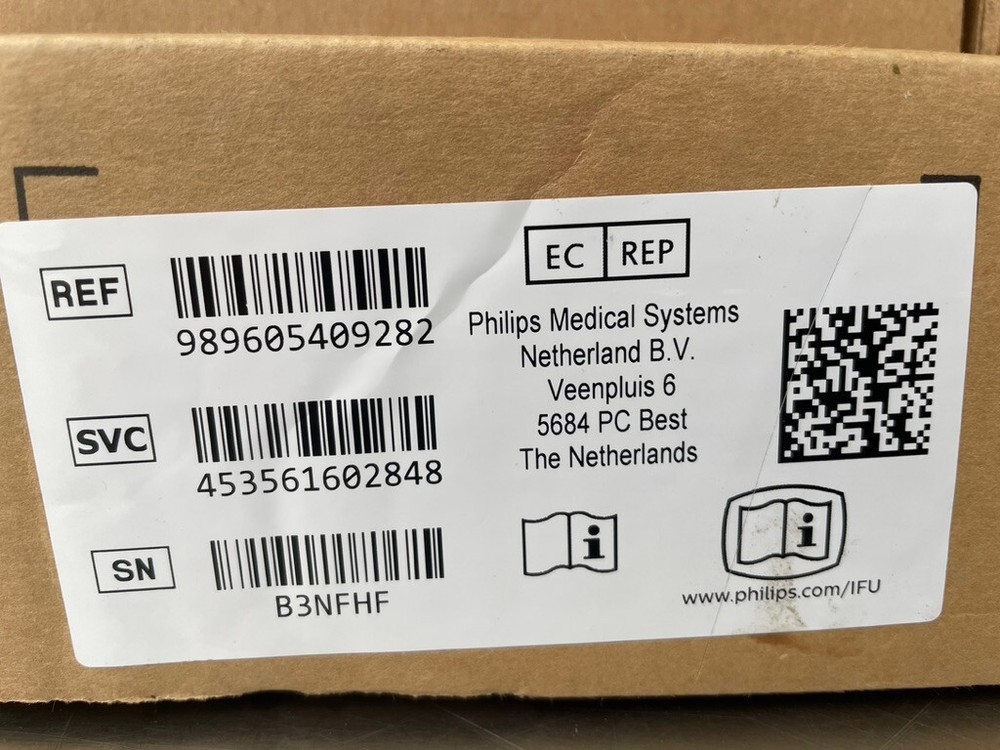 REF
989605409282
SVC
453561602848
SN
B3NFHF
EC REP
Philips Medical Systems
Netherland B.V.
Veenpluis 6
5684 PC Best
The Netherlands
i
i
www.philips.com/IFU